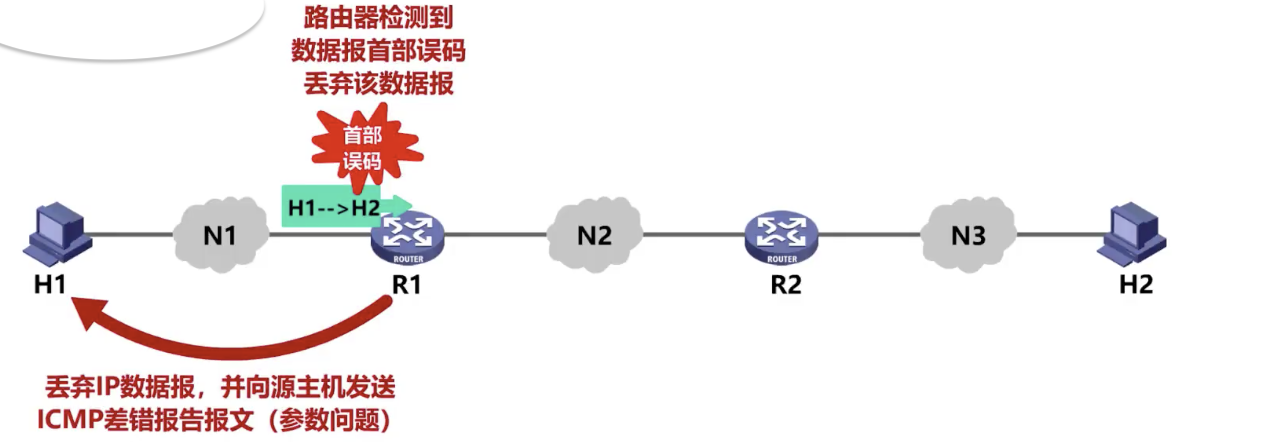 路由器检测到
数据报首部误码
丢弃该数据报
首部
误码
H1-->H2
N1
N2
N3
ROUTER
ROUTER
H1
R1
R2
H2
丢弃IP数据报，并向源主机发送
ICMP差错报告报文（参数问题）